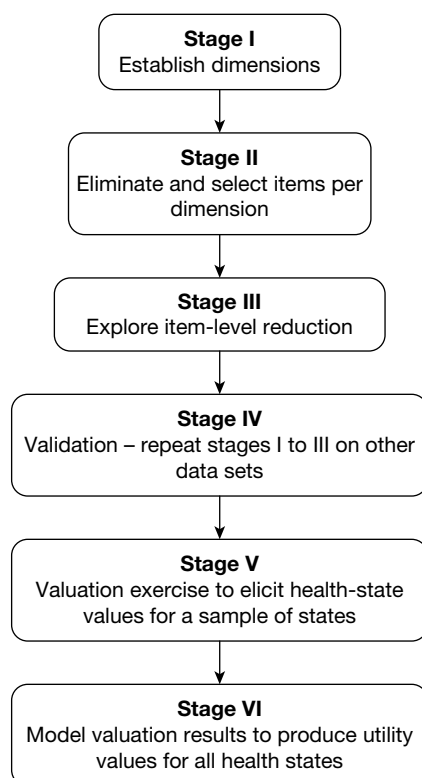 Stage I
Establish dimensions
Stage II
Eliminate and select items per
dimension
Stage III
Explore item-level reduction
Stage IV
Validation – repeat stages I to III on other
data sets
Stage V
Valuation exercise to elicit health-state
values for a sample of states
Stage VI
Model valuation results to produce utility
values for all health states